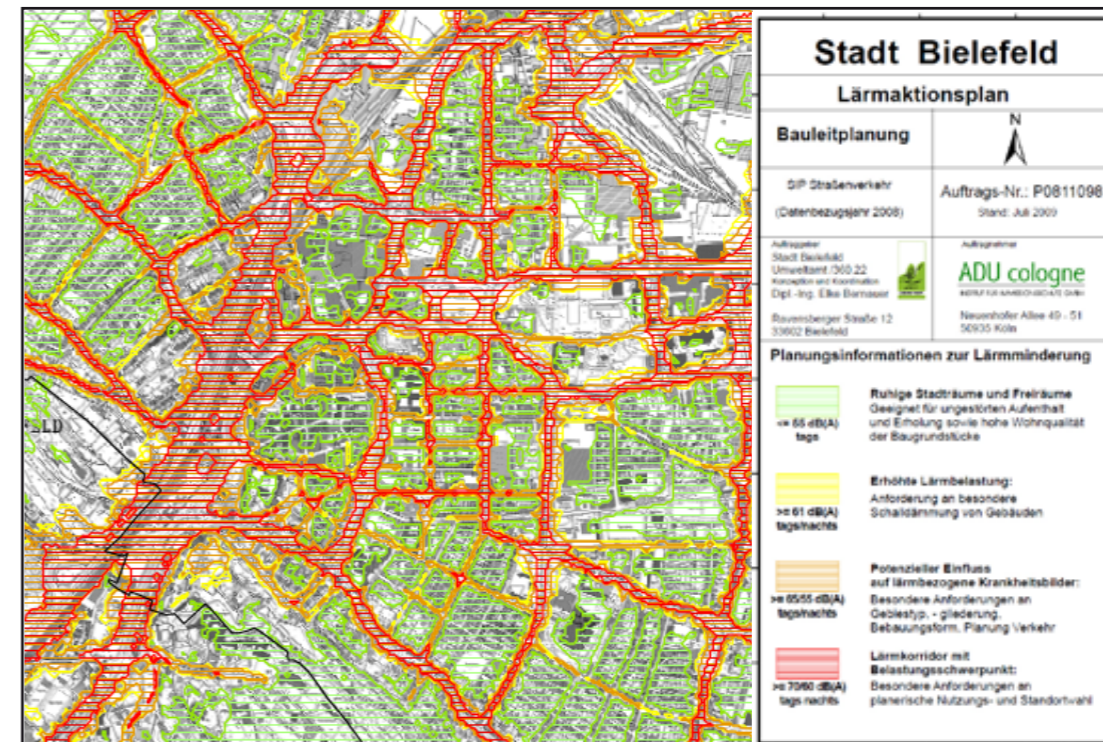 Stadt Bielefeld
Lärmaktionsplan
Bauleitplanung
N
SIP Straßenverkehr
(Datenbezugsjahr 2008)
Auftrags-Nr.: P0811098
Stand: Juli 2009
Auftraggeber
Stadt Bielefeld
Umweltamt /360.22
Konzeption und Koordination
Dipl.-Ing. Elke Bernauer
Ravensberger Straße 12
33602 Bielefeld
Auftragnehmer
ADU cologne
INSTITUT FÜR IMMISSIONSSCHUTZ GMBH
Neuenhöfer Allee 49 - 51
50935 Köln
Planungsinformationen zur Lärmminderung
Ruhige Stadträume und Freiräume
Geeignet für ungestörten Aufenthalt
und Erholung sowie hohe Wohnqualität
der Baugrundstücke
tags
Erhöhte Lärmbelastung:
Anforderung an besondere
Schalldämmung von Gebäuden
>= 61 dB(A)
tags/nachts
Potenzieller Einfluss
auf lärmbezogene Krankheitsbilder:
Besondere Anforderungen an
Gebietstyp, - gliederung,
Bebauungsform, Planung Verkehr
>= 65/55 dB(A)
tags/nachts
Lärmkorridor mit
Belastungsschwerpunkt:
Besondere Anforderungen an
planerische Nutzungs- und Standortwahl
>= 70/60 dB(A)
tags nachts